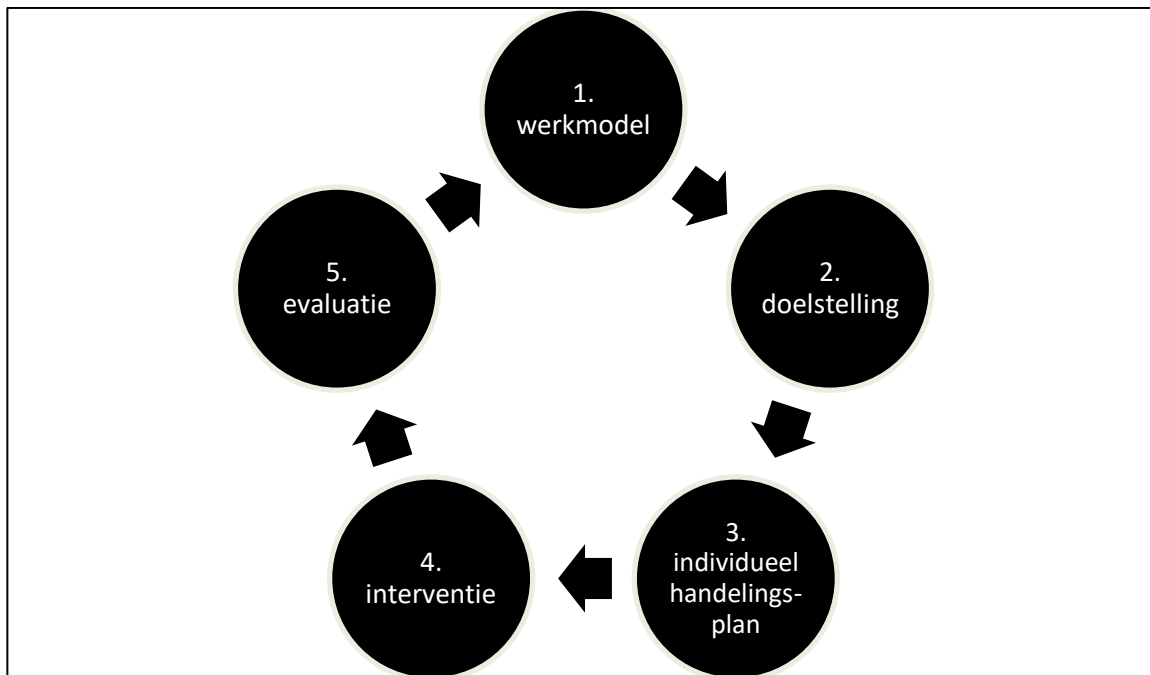 1.
werkmodel
2.
doelstelling
3.
individueel
handelings-
plan
4.
interventie
5.
evaluatie